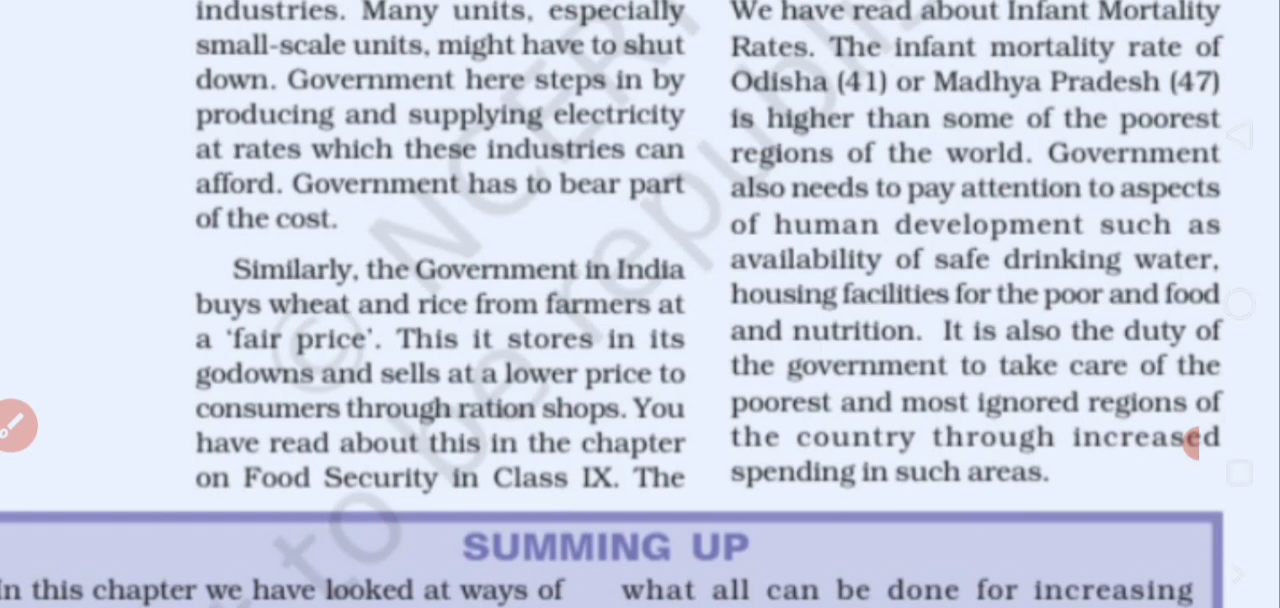 industries. Many units, especially
small-scale units, might have to shut
down. Government here steps in by
producing and supplying electricity
at rates which these industries can
afford. Government has to bear part
of the cost.
Similarly, the Government in India
buys wheat and rice from farmers at
a ‘fair price’. This it stores in its
godowns and sells at a lower price to
consumers through ration shops. You
have read about this in the chapter
on Food Security in Class IX. The
We have read about Infant Mortality
Rates. The infant mortality rate of
Odisha (41) or Madhya Pradesh (47)
is higher than some of the poorest
regions of the world. Government
also needs to pay attention to aspects
of human development such as
availability of safe drinking water,
housing facilities for the poor and food
and nutrition. It is also the duty of
the government to take care of the
poorest and most ignored regions of
the country through increased
spending in such areas.
SUMMING UP
In this chapter we have looked at ways of
what all can be done for increasing
© NCERT
to be republi